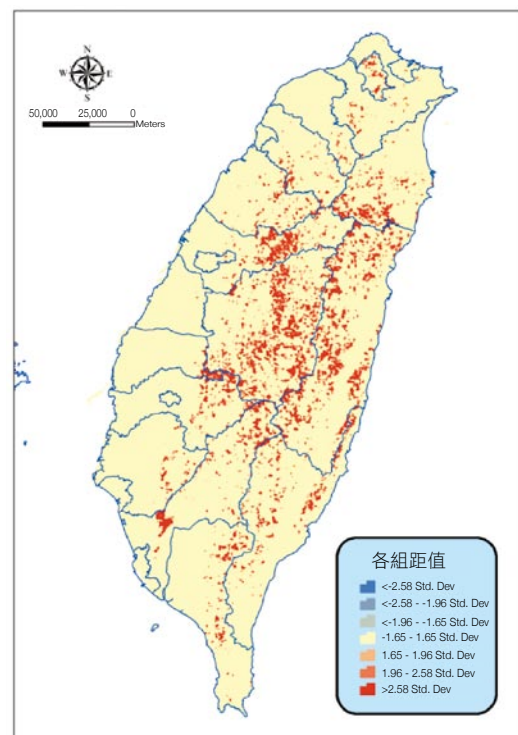 N
W E
S
50,000 25,000 0
Meters
各組距值
<-2.58 Std. Dev
<-2.58 - -1.96 Std. Dev
<-1.96 - -1.65 Std. Dev
-1.65 - 1.65 Std. Dev
1.65 - 1.96 Std. Dev
1.96 - 2.58 Std. Dev
>2.58 Std. Dev